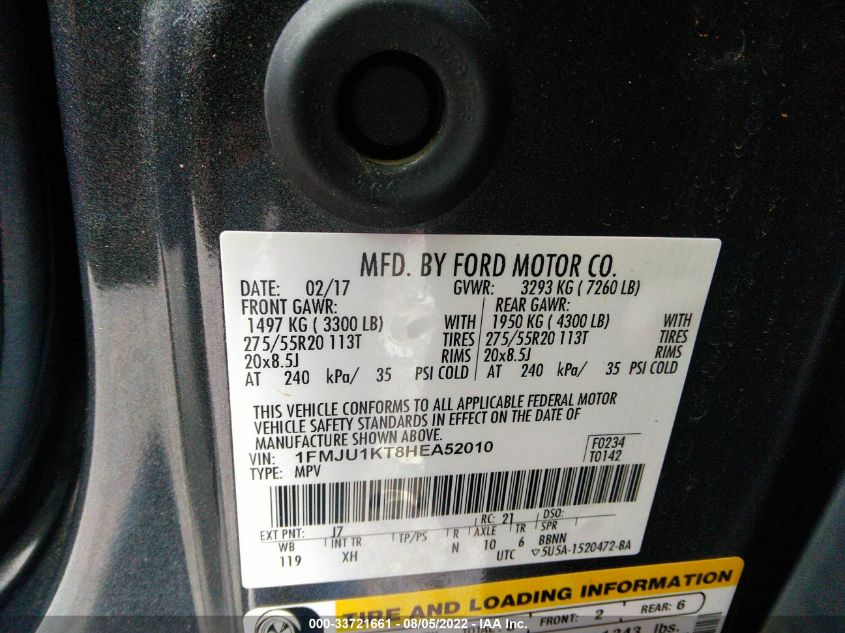 MFD. BY FORD MOTOR CO.
DATE: 02/17 GVWR: 3293 KG ( 7260 LB)
FRONT GAWR: REAR GAWR:
1497 KG ( 3300 LB) WITH 1950 KG ( 4300 LB) WITH
275/55R20 113T TIRES 275/55R20 113T TIRES
20x8.5J RIMS 20x8.5J RIMS
AT 240 kPa/ 35 PSI COLD AT 240 kPa/ 35 PSI COLD
THIS VEHICLE CONFORMS TO ALL APPLICABLE FEDERAL MOTOR
VEHICLE SAFETY STANDARDS IN EFFECT ON THE DATE OF
MANUFACTURE SHOWN ABOVE.
VIN: 1FMJU1KT8HEA52010 F0234
TYPE: MPV T0142
EXT PNT: J7 RC: 21 DSO:
WB INT TR TP/PS R AXLE TR SPR
119 XH N 10 6 BBNN
UTC ▽5U5A-1520472-BA
TIRE AND LOADING INFORMATION
FRONT: 2 REAR: 6
lbs.
000-33721661 - 08/05/2022 - IAA Inc.